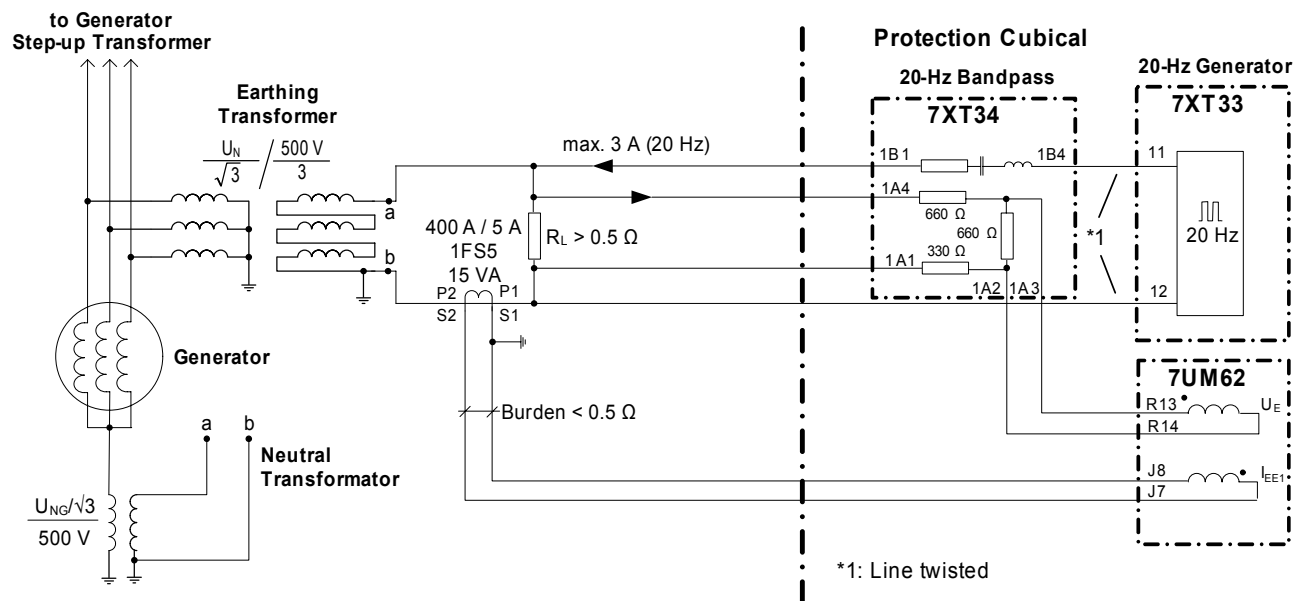 to Generator
Step-up Transformer
Earthing
Transformer
U_N
√3
/
500 V
3
a
b
400 A / 5 A
1FS5
15 VA
P2
P1
S2
S1
max. 3 A (20 Hz)
R_L > 0.5 Ω
Burden < 0.5 Ω
Generator
a
b
Neutral
Transformator
U_NG/√3
500 V
Protection Cubical
20-Hz Bandpass
7XT34
1B1
1B4
1A4
660 Ω
660 Ω
330 Ω
1A1
1A2
1A3
*1
20-Hz Generator
7XT33
11
20 Hz
12
7UM62
R13
R14
U_E
J8
J7
I_EE1
*1: Line twisted